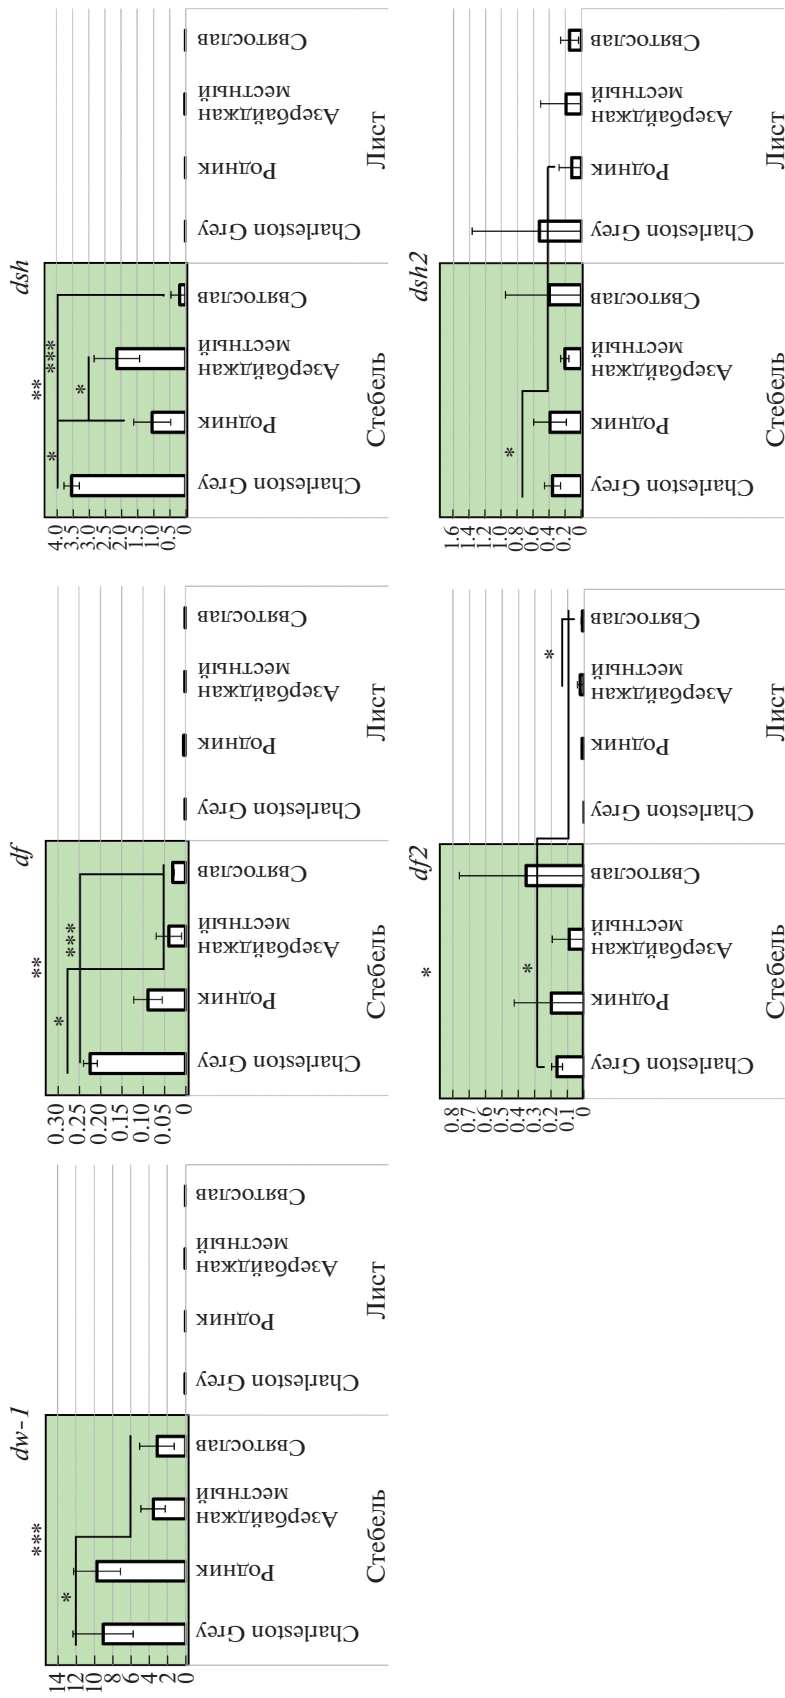 dw-1
***
*
14
12
10
8
6
4
2
0
Charleston Grey
Родник
Азербайджан
местный
Святослав
Charleston Grey
Родник
Азербайджан
местный
Святослав
Стебель
Лист
df
**
***
*
0.30
0.25
0.20
0.15
0.10
0.05
0
Charleston Grey
Родник
Азербайджан
местный
Святослав
Charleston Grey
Родник
Азербайджан
местный
Святослав
Стебель
Лист
dsh
**
***
*
*
4.0
3.5
3.0
2.5
2.0
1.5
1.0
0.5
0
Charleston Grey
Родник
Азербайджан
местный
Святослав
Charleston Grey
Родник
Азербайджан
местный
Святослав
Стебель
Лист
df2
*
*
*
0.8
0.7
0.6
0.5
0.4
0.3
0.2
0.1
0
Charleston Grey
Родник
Азербайджан
местный
Святослав
Charleston Grey
Родник
Азербайджан
местный
Святослав
Стебель
Лист
dsh2
*
1.6
1.4
1.2
1.0
0.8
0.6
0.4
0.2
0
Charleston Grey
Родник
Азербайджан
местный
Святослав
Charleston Grey
Родник
Азербайджан
местный
Святослав
Стебель
Лист